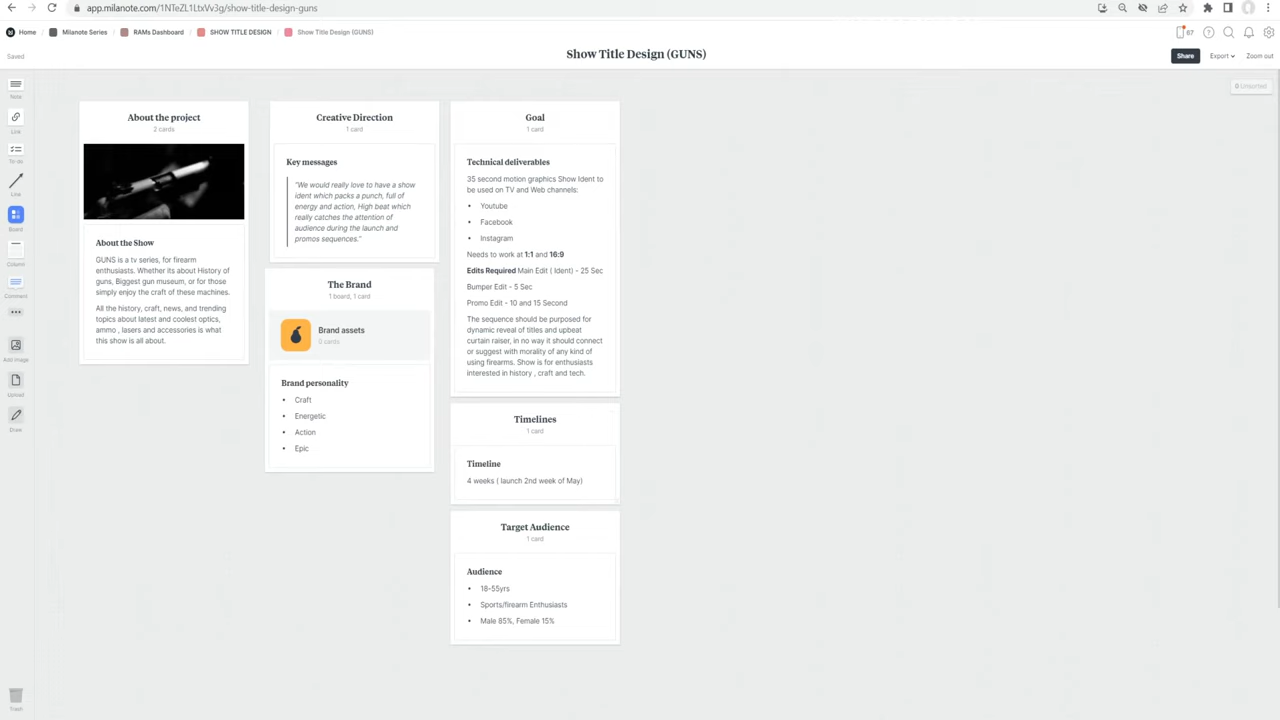 app.milanote.com/1NTeZL1LtxVv3g/show-title-design-guns
Home
Milanote Series
RAMs Dashboard
SHOW TITLE DESIGN
Show Title Design (GUNS)
87
Saved
Show Title Design (GUNS)
Share
Export
Zoom out
0 Unsorted
Note
Link
To-do
Line
Board
Column
Comment
Add image
Upload
Draw
Trash
About the project
2 cards
About the Show
GUNS is a tv series, for firearm
enthusiasts. Whether its about History of
guns, Biggest gun museum, or for those
simply enjoy the craft of these machines.
All the history, craft, news, and trending
topics about latest and coolest optics,
ammo , lasers and accessories is what
this show is all about.
Creative Direction
1 card
Key messages
"We would really love to have a show
ident which packs a punch, full of
energy and action, High beat which
really catches the attention of
audience during the launch and
promos sequences."
The Brand
1 board, 1 card
Brand assets
0 cards
Brand personality
• Craft
• Energetic
• Action
• Epic
Goal
1 card
Technical deliverables
35 second motion graphics Show Ident to
be used on TV and Web channels:
• Youtube
• Facebook
• Instagram
Needs to work at 1:1 and 16:9
Edits Required Main Edit ( Ident) - 25 Sec
Bumper Edit - 5 Sec
Promo Edit - 10 and 15 Second
The sequence should be purposed for
dynamic reveal of titles and upbeat
curtain raiser, in no way it should connect
or suggest with morality of any kind of
using firearms. Show is for enthusiasts
interested in history , craft and tech.
Timelines
1 card
Timeline
4 weeks ( launch 2nd week of May)
Target Audience
1 card
Audience
• 18-55yrs
• Sports/firearm Enthusiasts
• Male 85%, Female 15%